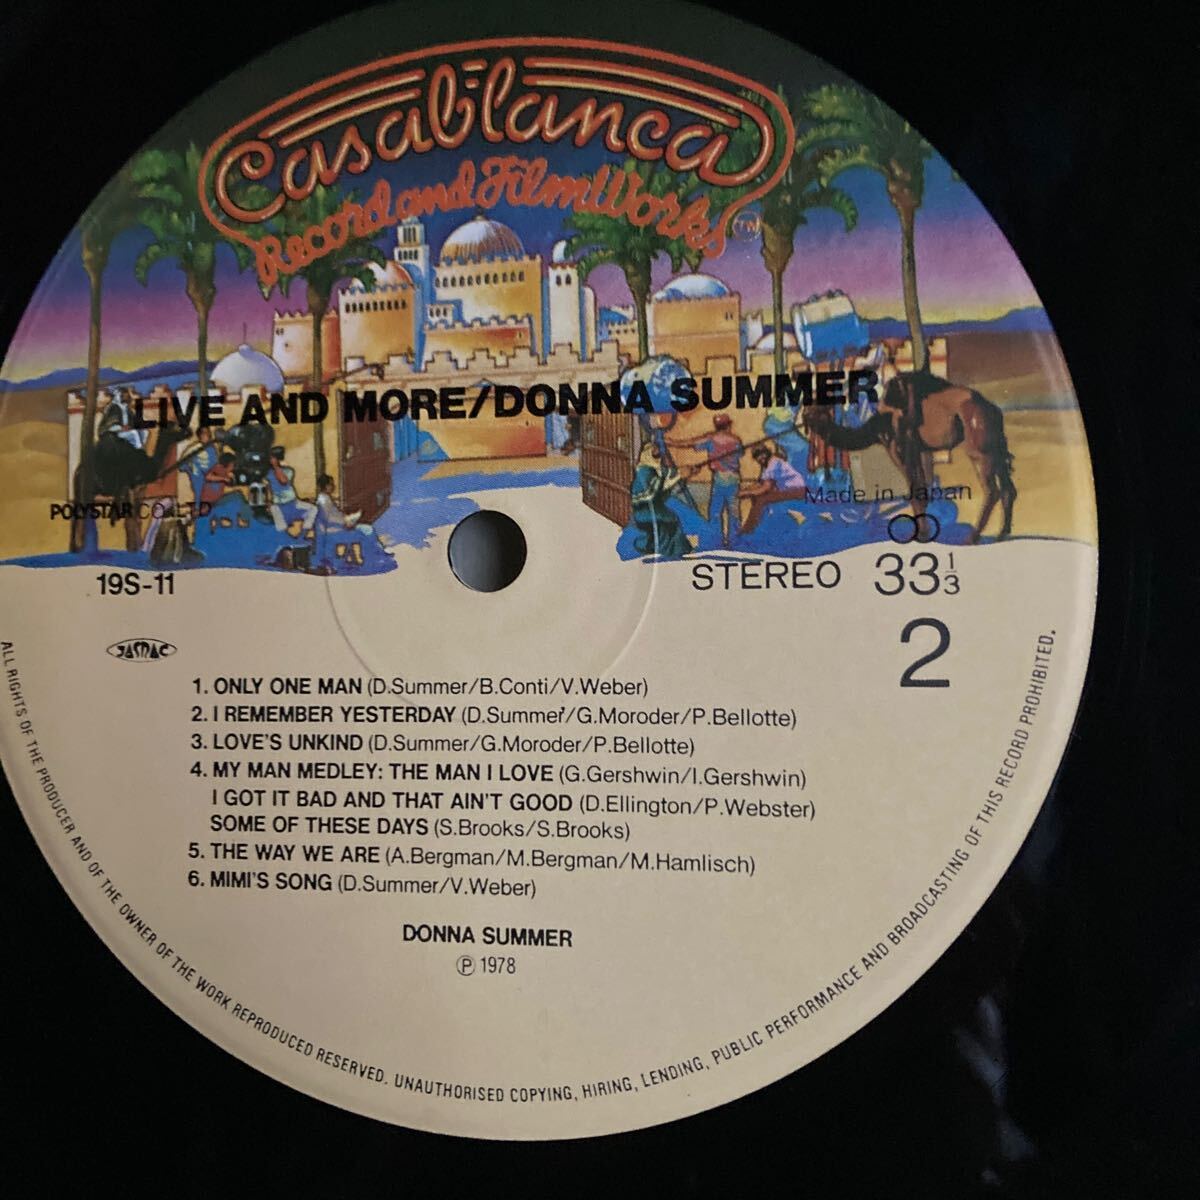 Casablanca
Record and FilmWorks
TM
LIVE AND MORE/DONNA SUMMER
POLYSTAR CO. LTD
Made in Japan
19S-11
STEREO 33 1/3
2
JASRAC
1. ONLY ONE MAN (D.Summer/B.Conti/V.Weber)
2. I REMEMBER YESTERDAY (D.Summer/G.Moroder/P.Bellotte)
3. LOVE'S UNKIND (D.Summer/G.Moroder/P.Bellotte)
4. MY MAN MEDLEY: THE MAN I LOVE (G.Gershwin/I.Gershwin)
I GOT IT BAD AND THAT AIN'T GOOD (D.Ellington/P.Webster)
SOME OF THESE DAYS (S.Brooks/S.Brooks)
5. THE WAY WE ARE (A.Bergman/M.Bergman/M.Hamlisch)
6. MIMI'S SONG (D.Summer/V.Weber)
DONNA SUMMER
Ⓟ 1978
ALL RIGHTS OF THE PRODUCER AND OF THE OWNER OF THE WORK REPRODUCED RESERVED. UNAUTHORISED COPYING, HIRING, LENDING, PUBLIC PERFORMANCE AND BROADCASTING OF THIS RECORD PROHIBITED.